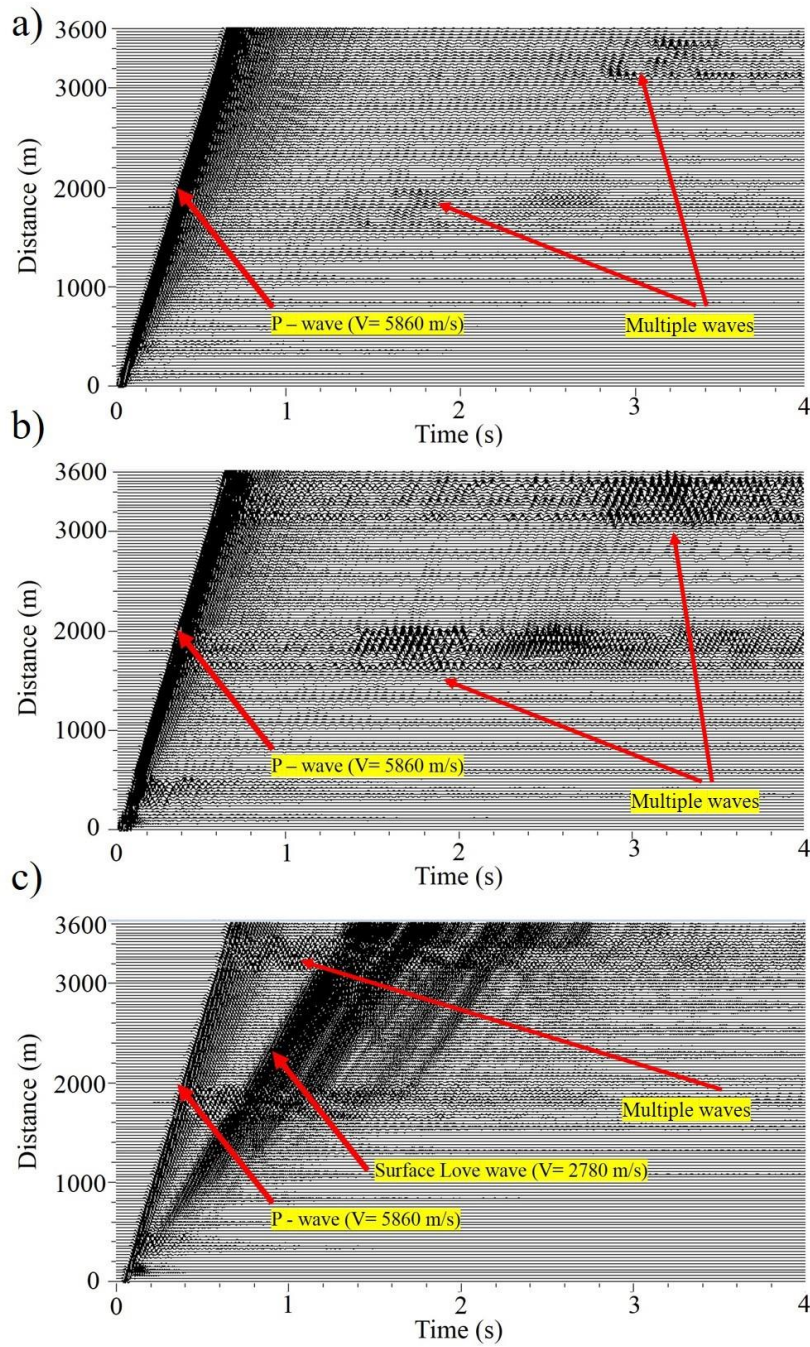 a)
3600
3000
2000
1000
0
Distance (m)
P – wave (V= 5860 m/s)
Multiple waves
0 1 2 3 4
Time (s)
b)
3600
3000
2000
1000
0
Distance (m)
P – wave (V= 5860 m/s)
Multiple waves
0 1 2 3 4
Time (s)
c)
3600
3000
2000
1000
0
Distance (m)
Multiple waves
Surface Love wave (V= 2780 m/s)
P - wave (V= 5860 m/s)
0 1 2 3 4
Time (s)